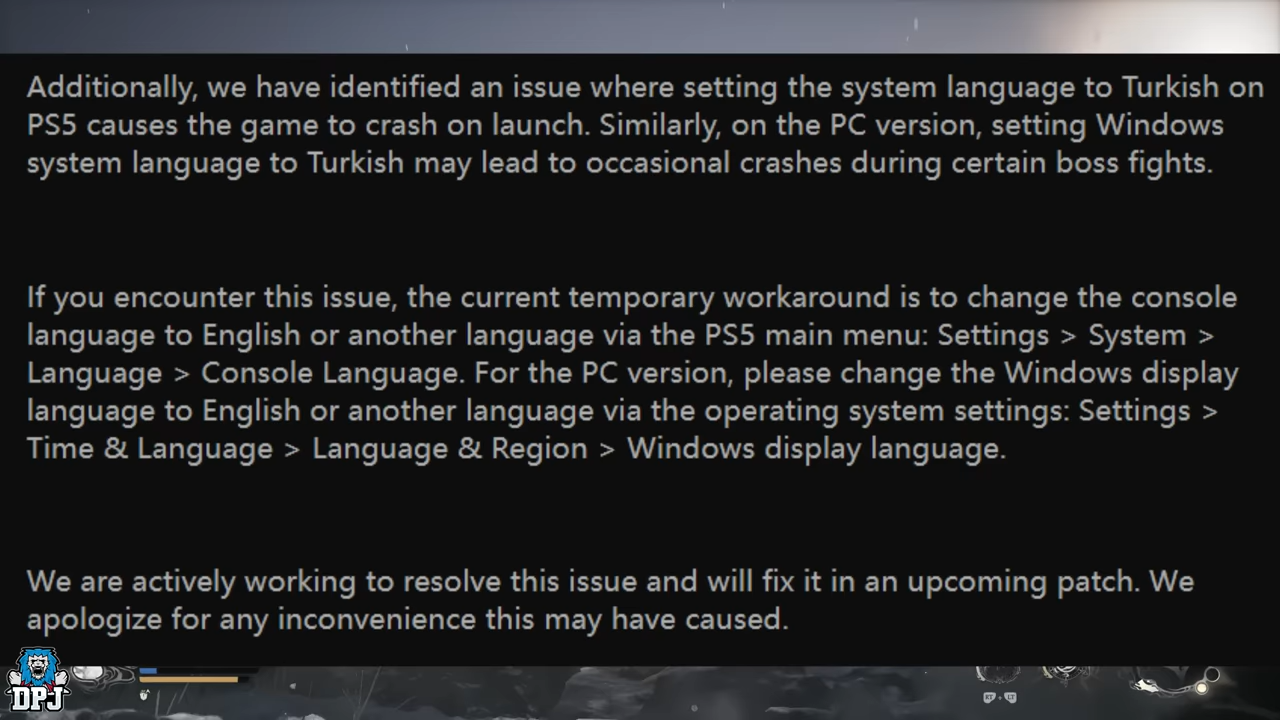 Additionally, we have identified an issue where setting the system language to Turkish on
PS5 causes the game to crash on launch. Similarly, on the PC version, setting Windows
system language to Turkish may lead to occasional crashes during certain boss fights.
If you encounter this issue, the current temporary workaround is to change the console
language to English or another language via the PS5 main menu: Settings > System >
Language > Console Language. For the PC version, please change the Windows display
language to English or another language via the operating system settings: Settings >
Time & Language > Language & Region > Windows display language.
We are actively working to resolve this issue and will fix it in an upcoming patch. We
apologize for any inconvenience this may have caused.
DPJ
RT + LT